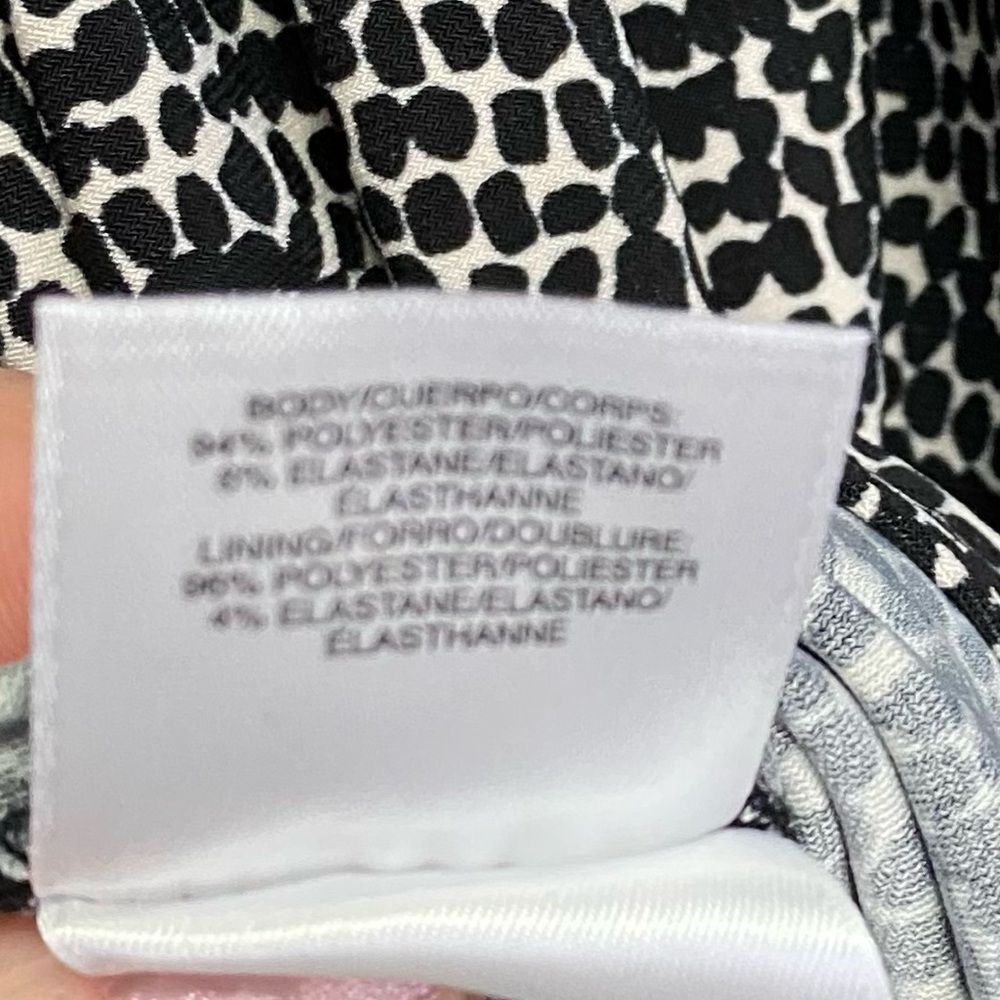 BODY/CUERPO/CORPS:
94% POLYESTER/POLIESTER
6% ELASTANE/ELASTANO/
ÉLASTHANNE
LINING/FORRO/DOUBLURE:
96% POLYESTER/POLIESTER
4% ELASTANE/ELASTANO/
ÉLASTHANNE